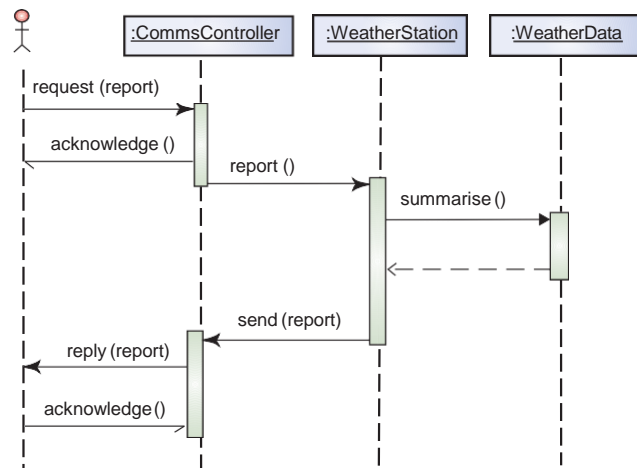 :CommsController
:WeatherStation
:WeatherData
request (report)
acknowledge ()
report ()
summarise ()
send (report)
reply (report)
acknowledge ()